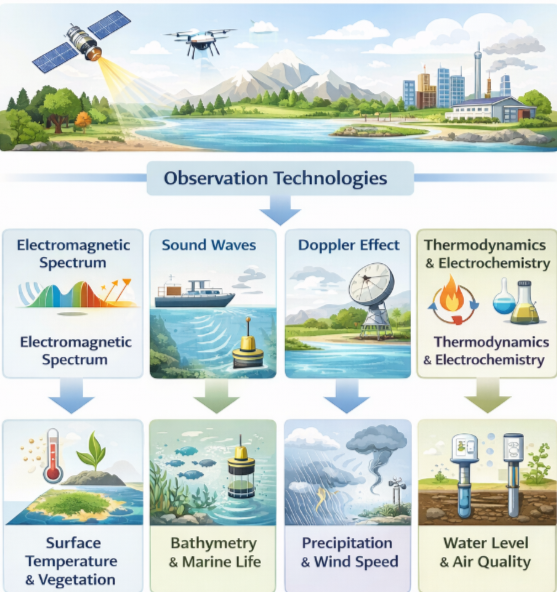 Observation Technologies
Electromagnetic
Spectrum
Electromagnetic
Spectrum
Sound Waves
Doppler Effect
Thermodynamics
& Electrochemistry
Thermodynamics
& Electrochemistry
Surface
Temperature
& Vegetation
Bathymetry
& Marine Life
Precipitation
& Wind Speed
Water Level
& Air Quality